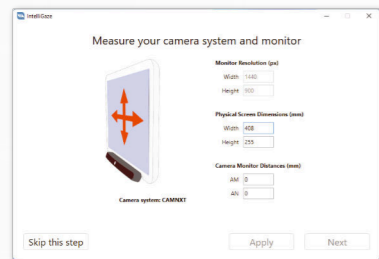 IntelliGaze
Measure your camera system and monitor
Monitor Resolution (px)
Width 1440
Height 900
Physical Screen Dimensions (mm)
Width 408
Height 255
Camera Monitor Distances (mm)
AM 0
AN 0
Camera system: CAMNXT
Skip this step
Apply
Next